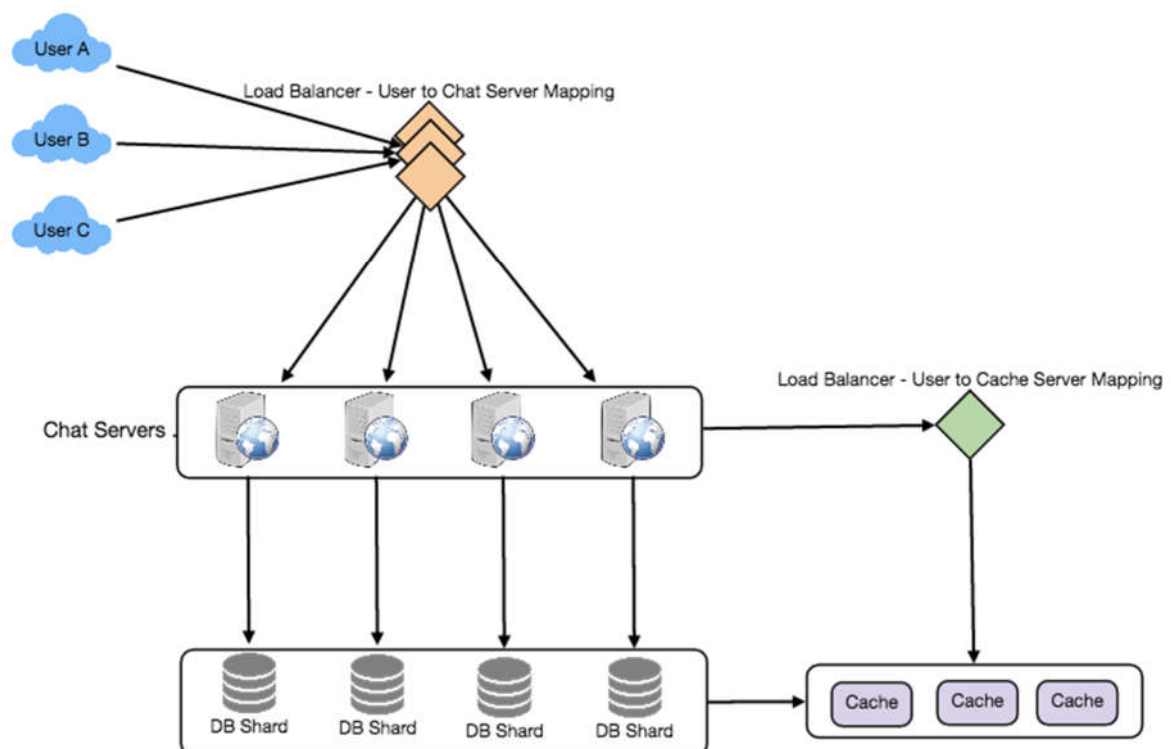 User A
Load Balancer - User to Chat Server Mapping
User B
User C
Load Balancer - User to Cache Server Mapping
Chat Servers
DB Shard
DB Shard
DB Shard
DB Shard
Cache
Cache
Cache